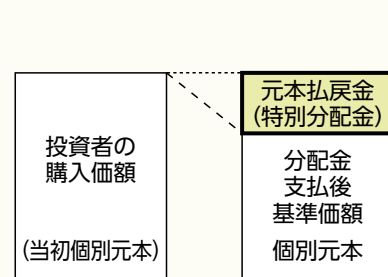 投資者の
購入価額
(当初個別元本)
元本払戻金
(特別分配金)
分配金
支払後
基準価額
個別元本